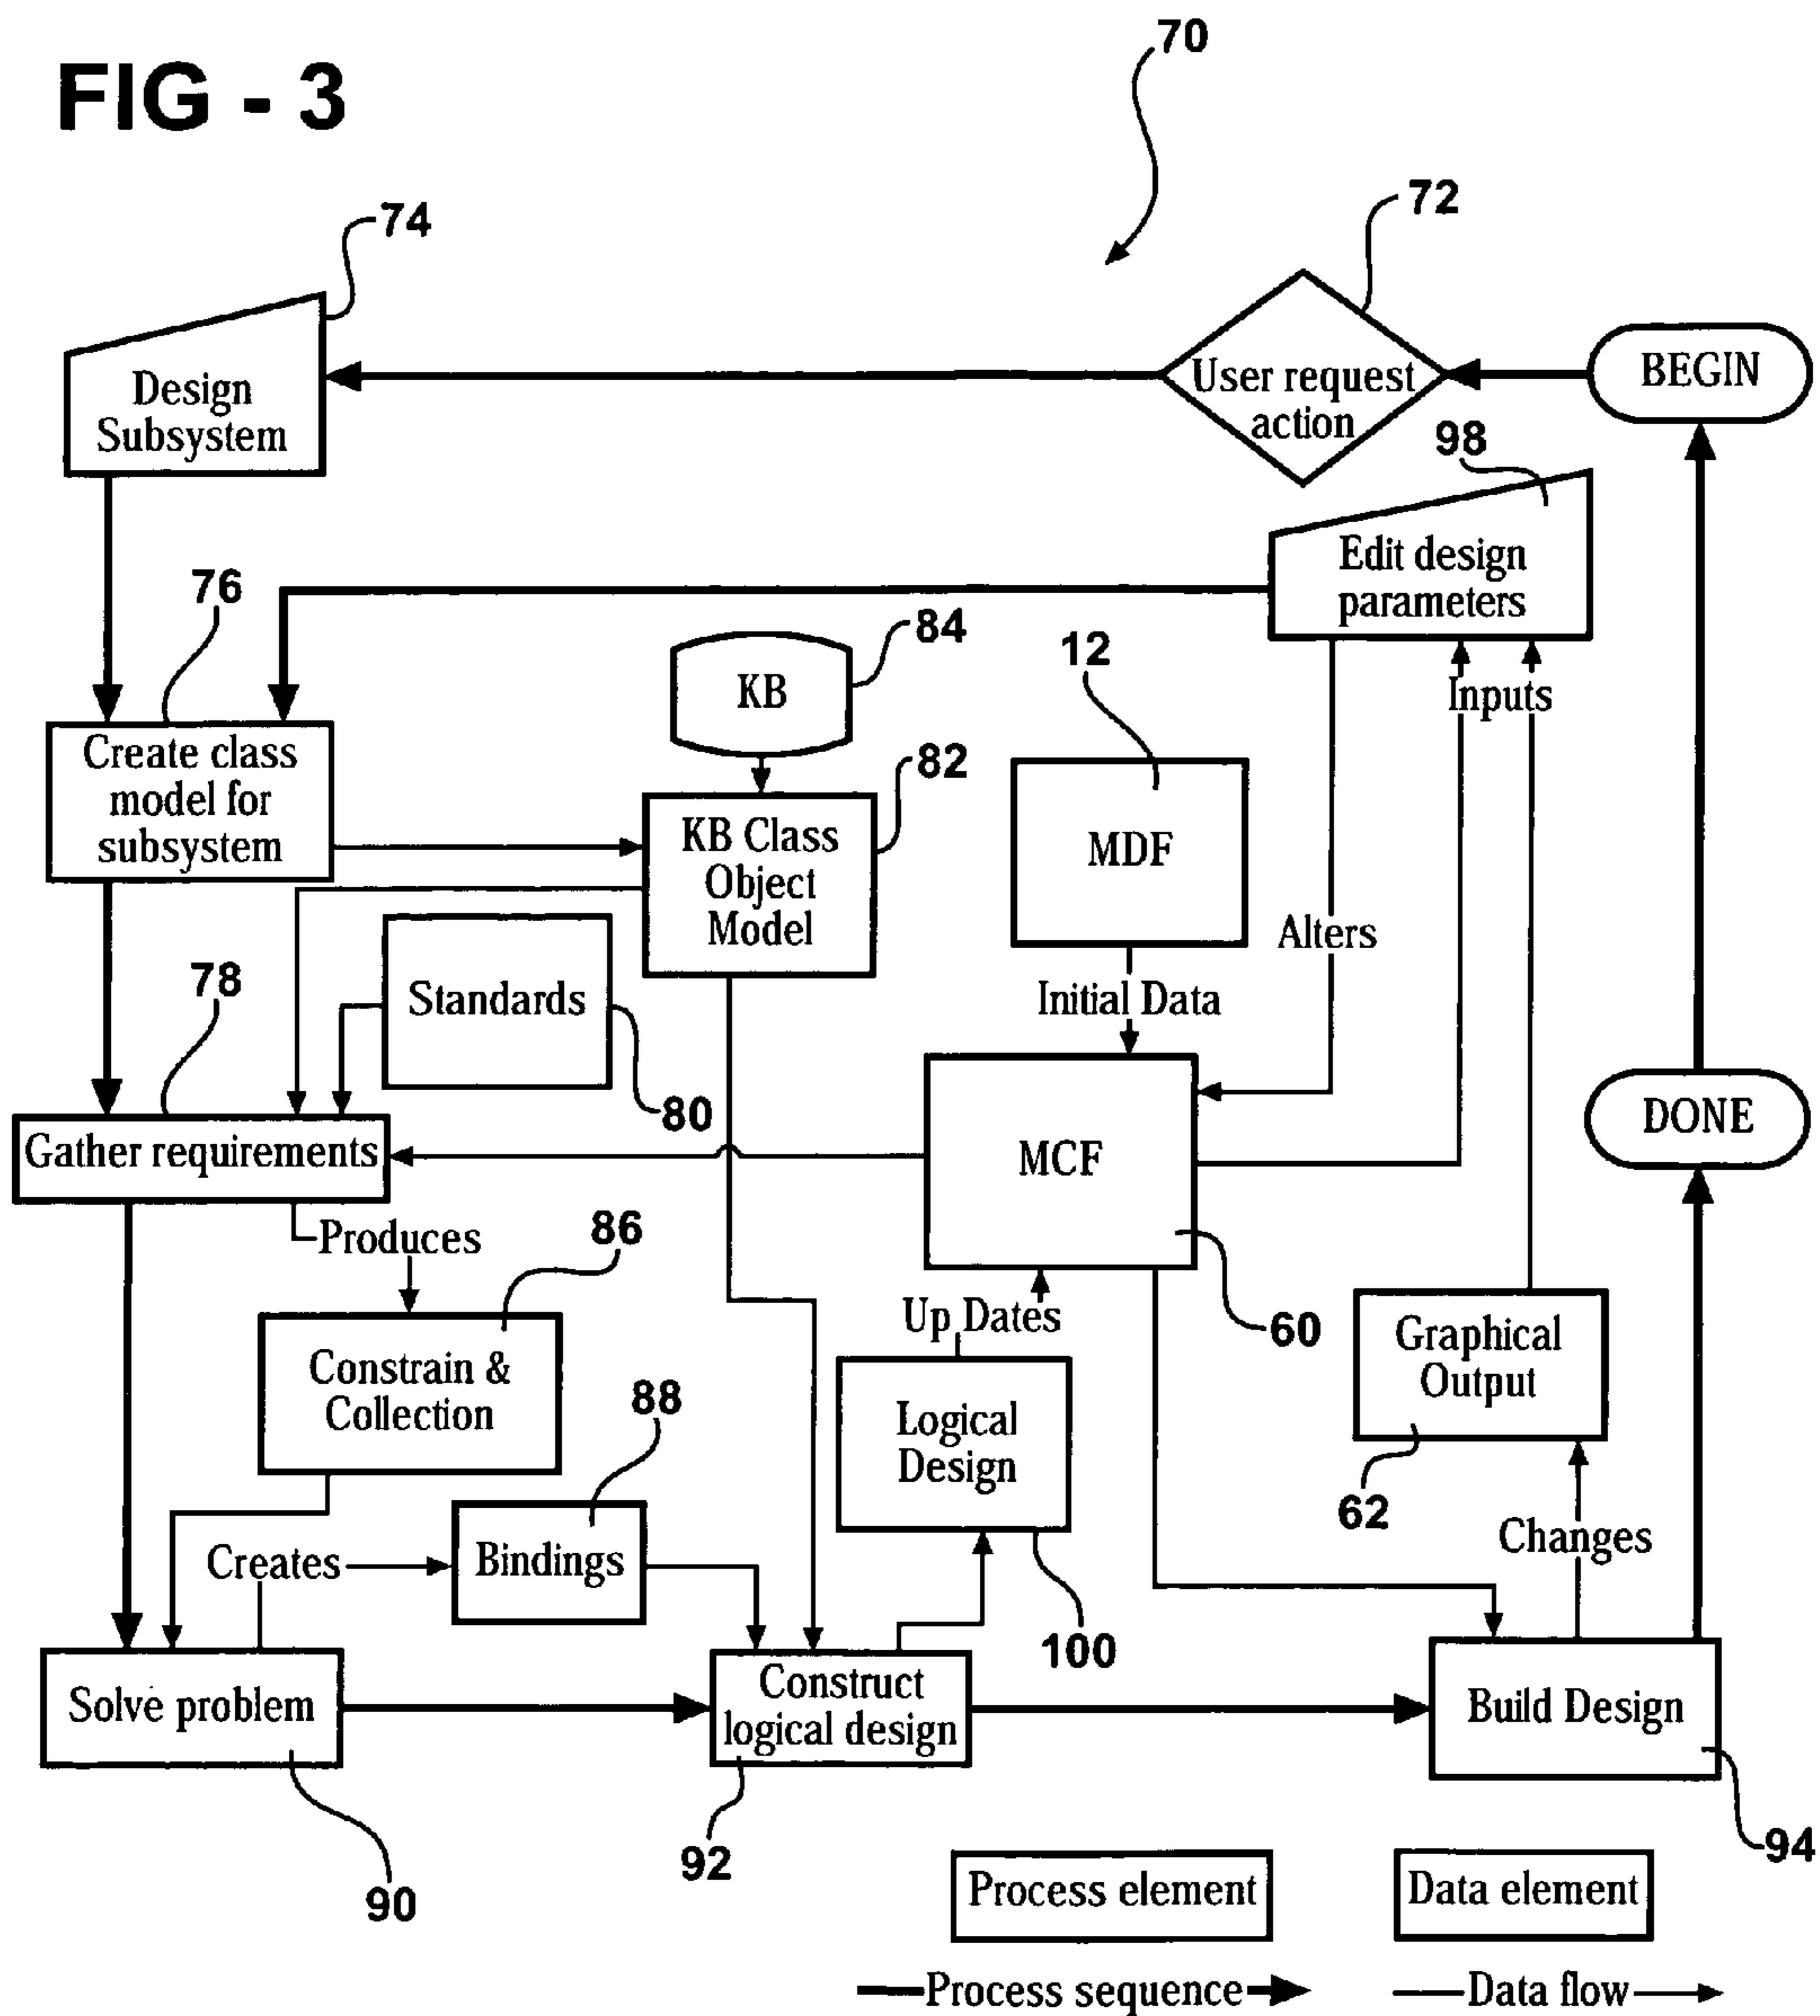 FIG - 3
70
72
74
BEGIN
User request
action
Design
Subsystem
98
Edit design
parameters
76
84
KB
12
Inputs
Create class
model for
subsystem
82
KB Class
Object
Model
MDF
Alters
78
Standards
Initial Data
80
DONE
Gather requirements
MCF
Produces
86
60
Up Dates
Graphical
Output
Constrain &
Collection
88
Logical
Design
62
Creates
Bindings
Changes
100
Solve problem
Construct
logical design
Build Design
92
94
90
Process element
Data element
Process sequence
Data flow